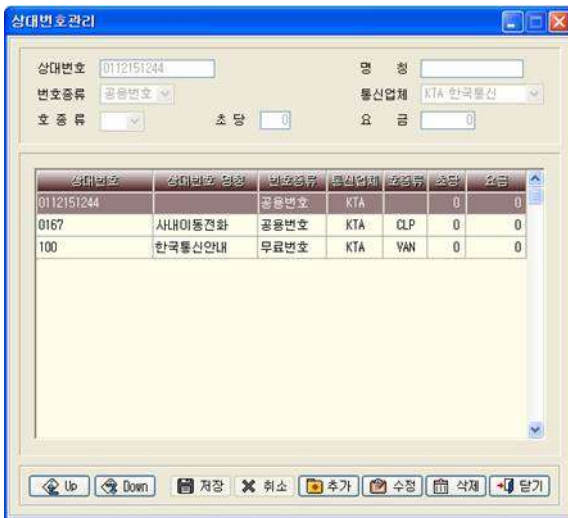 상대번호관리
상대번호 0112151244 명 칭
번호종류 공용번호 통신업체 KTA 한국통신
호 종 류 초 당 0 요 금 0
상대번호 상대번호 명칭 번호종류 통신업체 호종류 초당 요금
0112151244 공용번호 KTA 0 0
0167 사내이동전화 공용번호 KTA CLP 0 0
100 한국통신안내 무료번호 KTA VAN 0 0
Up Down 저장 취소 추가 수정 삭제 닫기